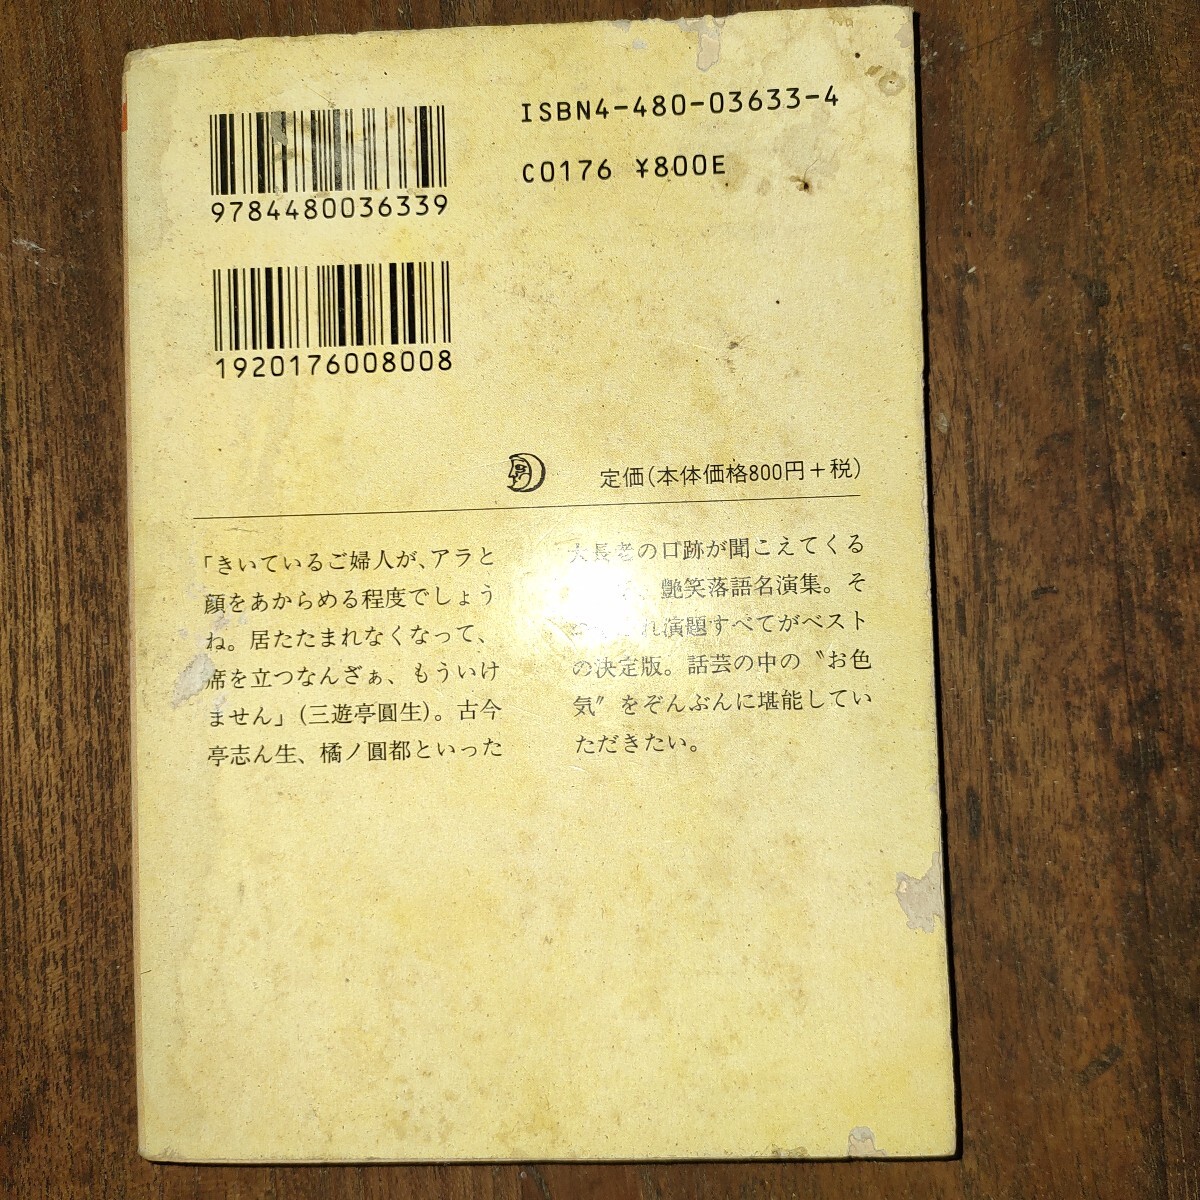 ISBN4-480-03633-4
C0176 ¥800E
9784480036339
1920176008008
定価(本体価格800円＋税)
「きいているご婦人が、アラと
顔をあからめる程度でしょう
ね。居たたまれなくなって、
席を立つなんざぁ、もういけ
ません」(三遊亭圓生)。古今
亭志ん生、橘ノ圓都といった
大長老の口跡が聞こえてくる
艶笑落語名演集。そ
れ演題すべてがベスト
の決定版。話芸の中の〝お色
気〟をぞんぶんに堪能してい
ただきたい。